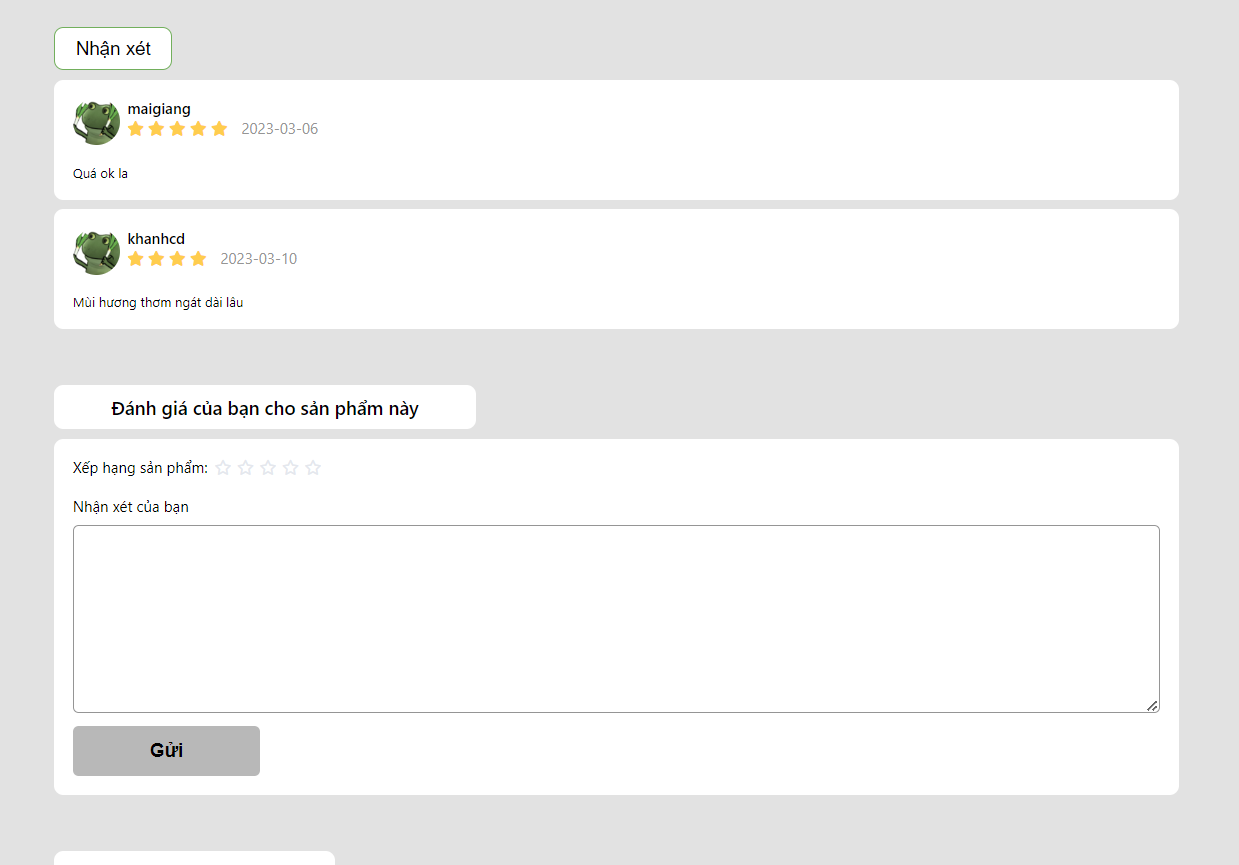 Nhận xét
maigiang
2023-03-06
Quá ok la
khanhcd
2023-03-10
Mùi hương thơm ngát dài lâu
Đánh giá của bạn cho sản phẩm này
Xếp hạng sản phẩm:
Nhận xét của bạn
Gửi